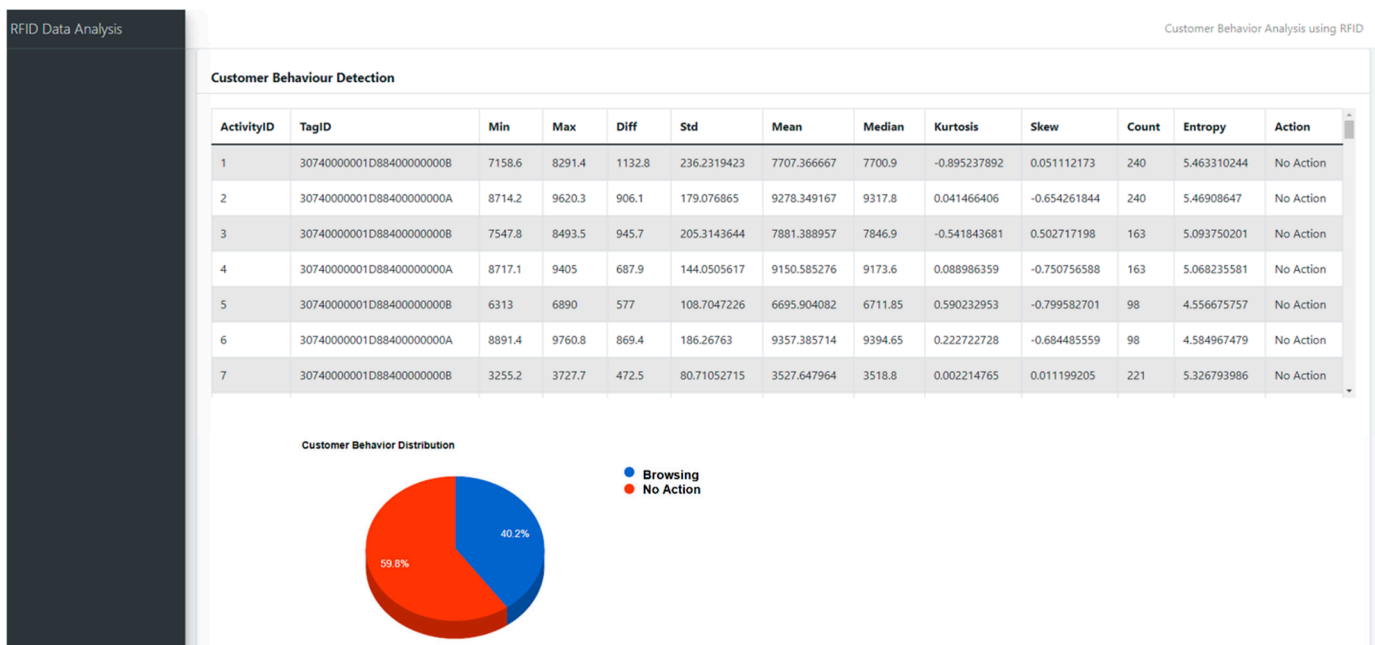 RFID Data Analysis
Customer Behavior Analysis using RFID
Customer Behaviour Detection
ActivityID TagID Min Max Diff Std Mean Median Kurtosis Skew Count Entropy Action
1 30740000001D88400000000B 7158.6 8291.4 1132.8 236.2319423 7707.366667 7700.9 -0.895237892 0.051112173 240 5.463310244 No Action
2 30740000001D88400000000A 8714.2 9620.3 906.1 179.076865 9278.349167 9317.8 0.041466406 -0.654261844 240 5.46908647 No Action
3 30740000001D88400000000B 7547.8 8493.5 945.7 205.3143644 7881.388957 7846.9 -0.541843681 0.502717198 163 5.093750201 No Action
4 30740000001D88400000000A 8717.1 9405 687.9 144.0505617 9150.585276 9173.6 0.088986359 -0.750756588 163 5.068235581 No Action
5 30740000001D88400000000B 6313 6890 577 108.7047226 6695.904082 6711.85 0.590232953 -0.799582701 98 4.556675757 No Action
6 30740000001D88400000000A 8891.4 9760.8 869.4 186.26763 9357.385714 9394.65 0.222722728 -0.684485559 98 4.584967479 No Action
7 30740000001D88400000000B 3255.2 3727.7 472.5 80.71052715 3527.647964 3518.8 0.002214765 0.011199205 221 5.326793986 No Action
Customer Behavior Distribution
Browsing
No Action
40.2%
59.8%